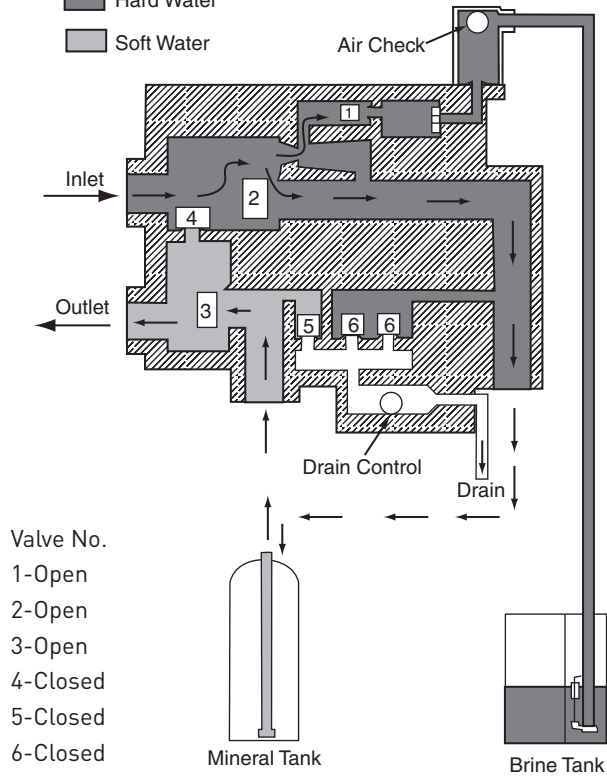 Hard Water
Soft Water
Air Check
1
Inlet
2
4
Outlet
3
5
6
6
Drain Control
Drain
Valve No.
1-Open
2-Open
3-Open
4-Closed
5-Closed
6-Closed
Mineral Tank
Brine Tank